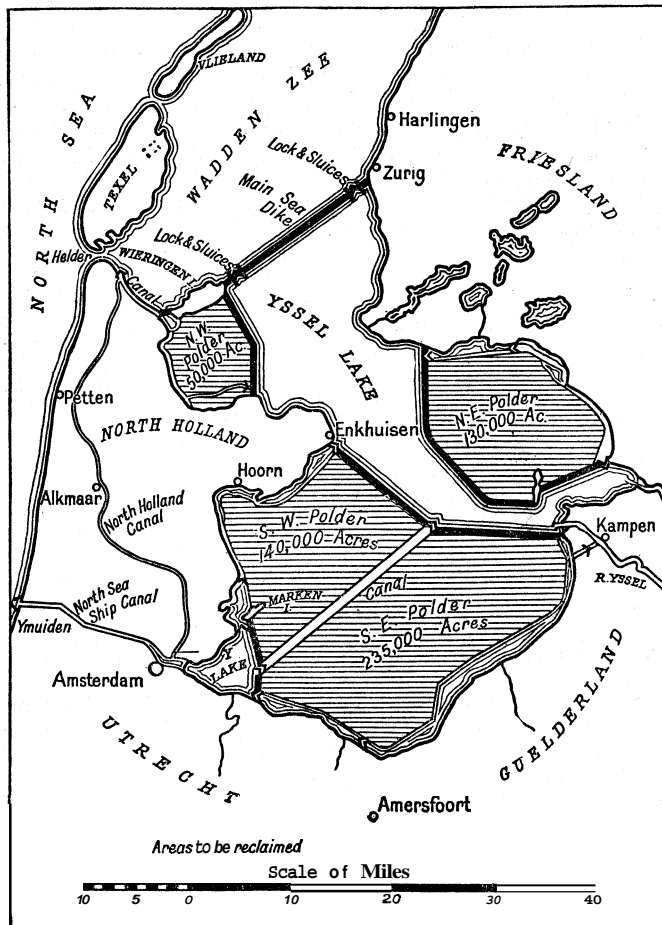 VLIELAND
NORTH SEA
WADDEN ZEE
TEXEL
Harlingen
Lock & Sluices
Zurig
FRIESLAND
Main Sea
Dike
Helder
WIERINGEN I.
Lock & Sluices
Canal
YSSEL LAKE
N.W.
Polder
50,000-Ac.
N.E. Polder
130,000-Ac.
Petten
NORTH HOLLAND
Enkhuisen
Hoorn
Alkmaar
North Holland
Canal
S. W. Polder
140,000-Acres
Kampen
R. YSSEL
Canal
MARKEN
I.
S. E. Polder
235,000 Acres
North Sea
Ship Canal
Ymuiden
Y
LAKE
Amsterdam
UTRECHT
GUELDERLAND
Amersfoort
Areas to be reclaimed
Scale of Miles
10 5 0 10 20 30 40